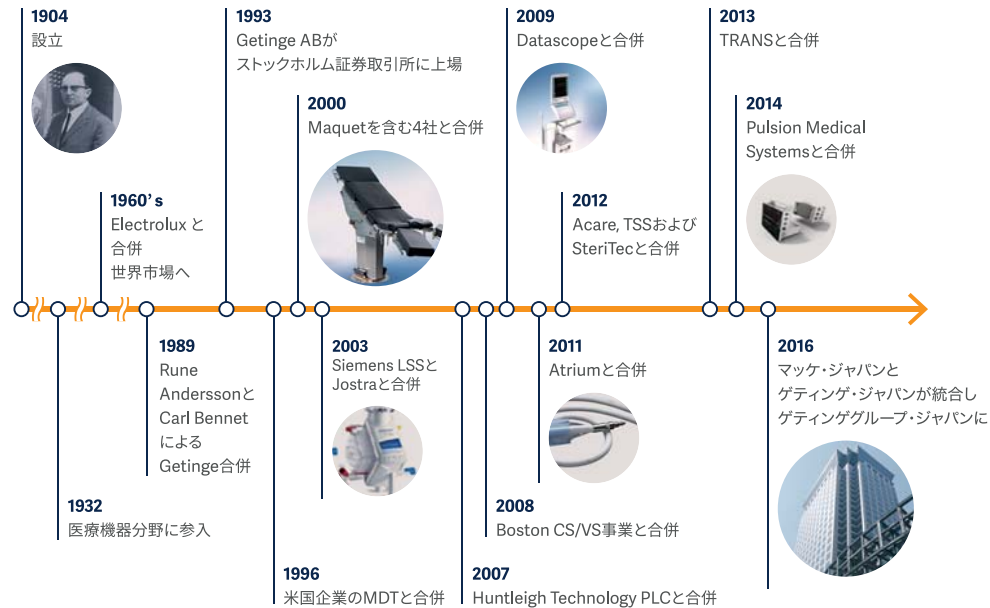 1904
設立
1932
医療機器分野に参入
1960’s
Electrolux と
合併
世界市場へ
1989
Rune
Anderssonと
Carl Bennet
による
Getinge合併
1993
Getinge ABが
ストックホルム証券取引所に上場
1996
米国企業のMDTと合併
2000
Maquetを含む4社と合併
2003
Siemens LSSと
Jostraと合併
2007
Huntleigh Technology PLCと合併
2008
Boston CS/VS事業と合併
2009
Datascopeと合併
2011
Atriumと合併
2012
Acare, TSSおよび
SteriTecと合併
2013
TRANSと合併
2014
Pulsion Medical
Systemsと合併
2016
マッケ・ジャパンと
ゲティンゲ・ジャパンが統合し
ゲティンゲグループ・ジャパンに